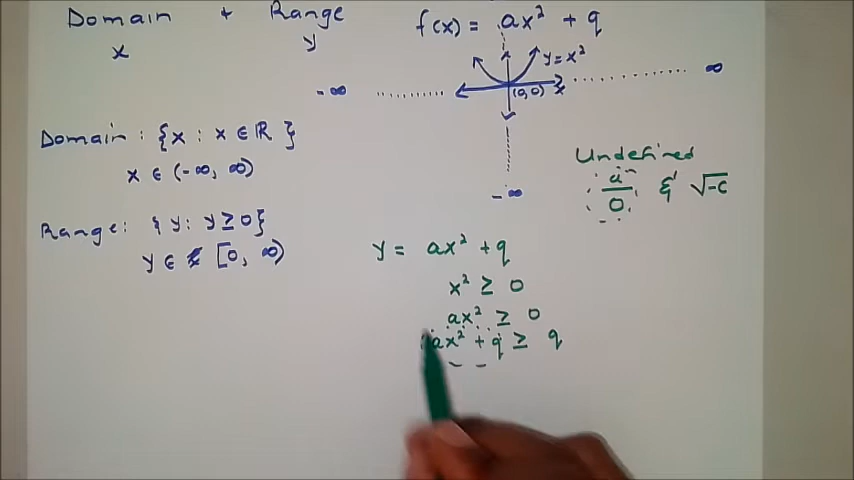 Domain + Range
x y
f(x) = ax² + q
y = x²
(0,0) x
-∞ ∞
-∞
Domain : {x : x ∈ ℝ }
x ∈ (-∞, ∞)
Range: {y: y ≥ 0}
y ∈ [0, ∞)
Undefined
a/0 & √-c
y = ax² + q
x² ≥ 0
ax² ≥ 0
ax² + q ≥ q